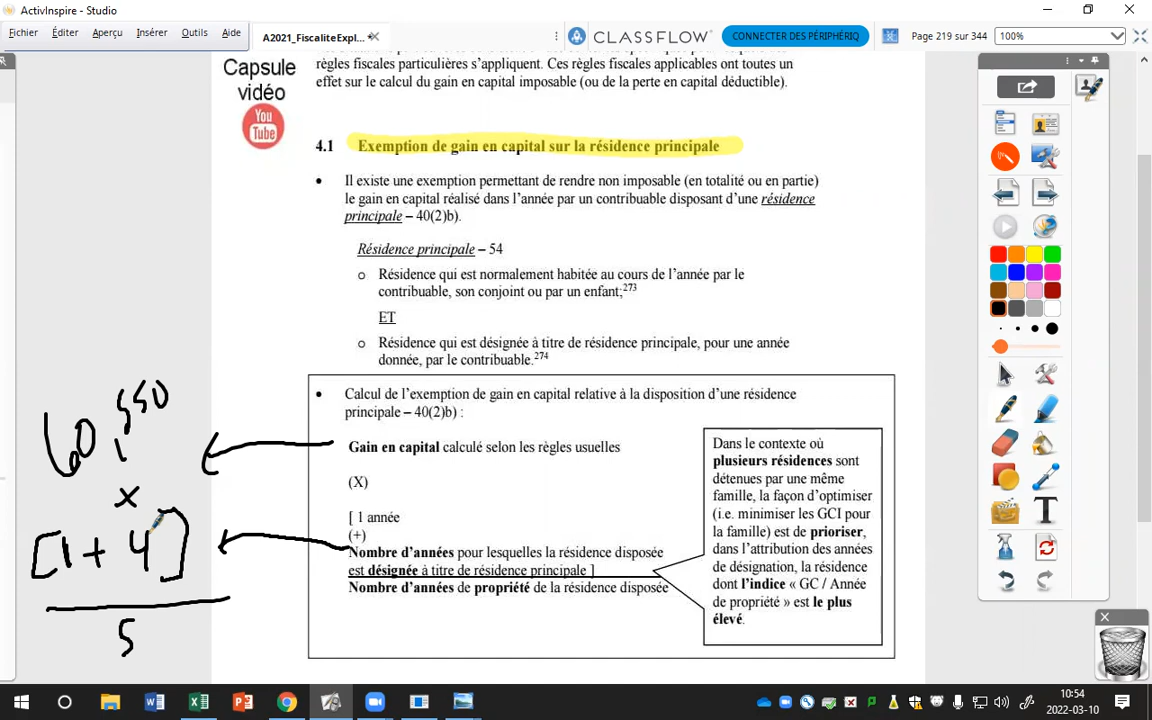 ActivInspire - Studio
Fichier Éditer Aperçu Insérer Outils Aide
A2021_FiscaliteExpl...
CLASSFLOW
CONNECTER DES PÉRIPHÉRIQ
Page 219 sur 344
100%
Capsule
vidéo
You
Tube
règles fiscales particulières s'appliquent. Ces règles fiscales applicables ont toutes un
effet sur le calcul du gain en capital imposable (ou de la perte en capital déductible).
4.1 Exemption de gain en capital sur la résidence principale
• Il existe une exemption permettant de rendre non imposable (en totalité ou en partie)
le gain en capital réalisé dans l'année par un contribuable disposant d'une résidence
principale – 40(2)b).
Résidence principale – 54
o Résidence qui est normalement habitée au cours de l'année par le
contribuable, son conjoint ou par un enfant;273
ET
o Résidence qui est désignée à titre de résidence principale, pour une année
donnée, par le contribuable.274
• Calcul de l'exemption de gain en capital relative à la disposition d'une résidence
principale – 40(2)b) :
Gain en capital calculé selon les règles usuelles
(X)
[ 1 année
(+)
Nombre d'années pour lesquelles la résidence disposée
est désignée à titre de résidence principale ]
Nombre d'années de propriété de la résidence disposée
Dans le contexte où
plusieurs résidences sont
détenues par une même
famille, la façon d'optimiser
(i.e. minimiser les GCI pour
la famille) est de prioriser,
dans l'attribution des années
de désignation, la résidence
dont l'indice « GC / Année
de propriété » est le plus
élevé.
x
[1 + 4]
5
10:54
2022-03-10